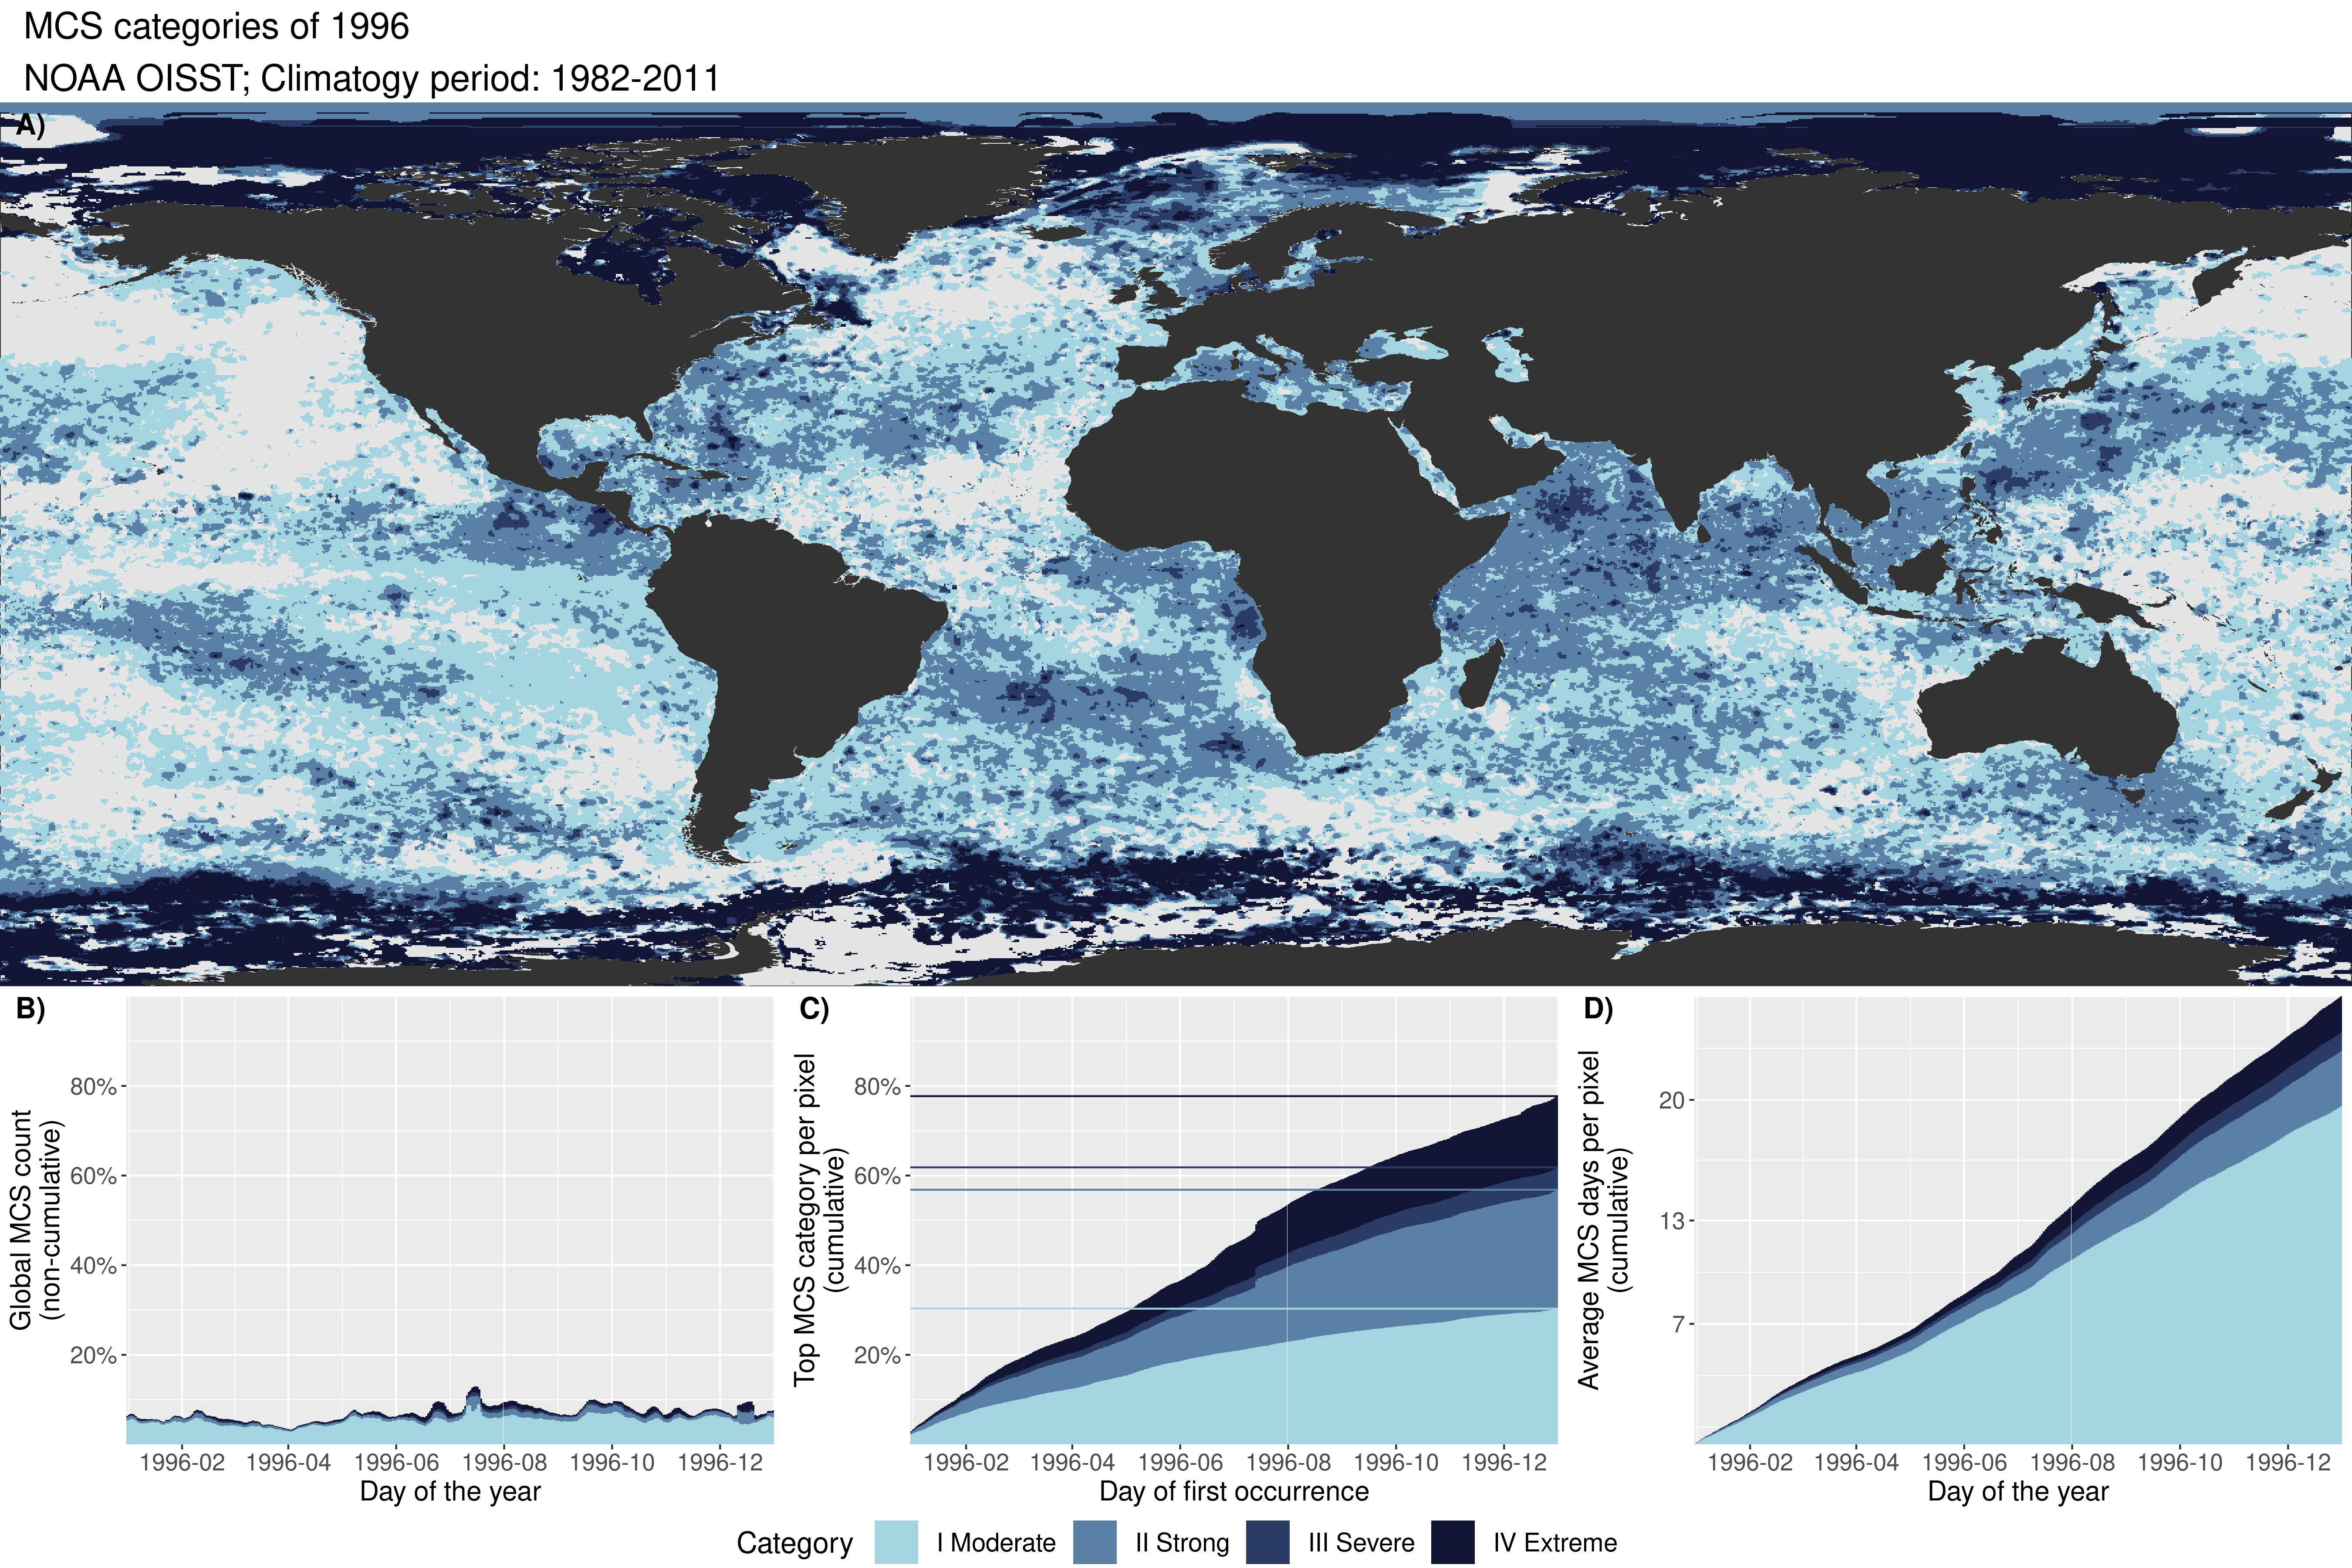 MCS categories of 1996
NOAA OISST; Climatogy period: 1982-2011
A)
B)
Global MCS count
(non-cumulative)
80%
60%
40%
20%
1996-02 1996-04 1996-06 1996-08 1996-10 1996-12
Day of the year
C)
Top MCS category per pixel
(cumulative)
80%
60%
40%
20%
1996-02 1996-04 1996-06 1996-08 1996-10 1996-12
Day of first occurrence
D)
Average MCS days per pixel
(cumulative)
20
13
7
1996-02 1996-04 1996-06 1996-08 1996-10 1996-12
Day of the year
Category I Moderate II Strong III Severe IV Extreme